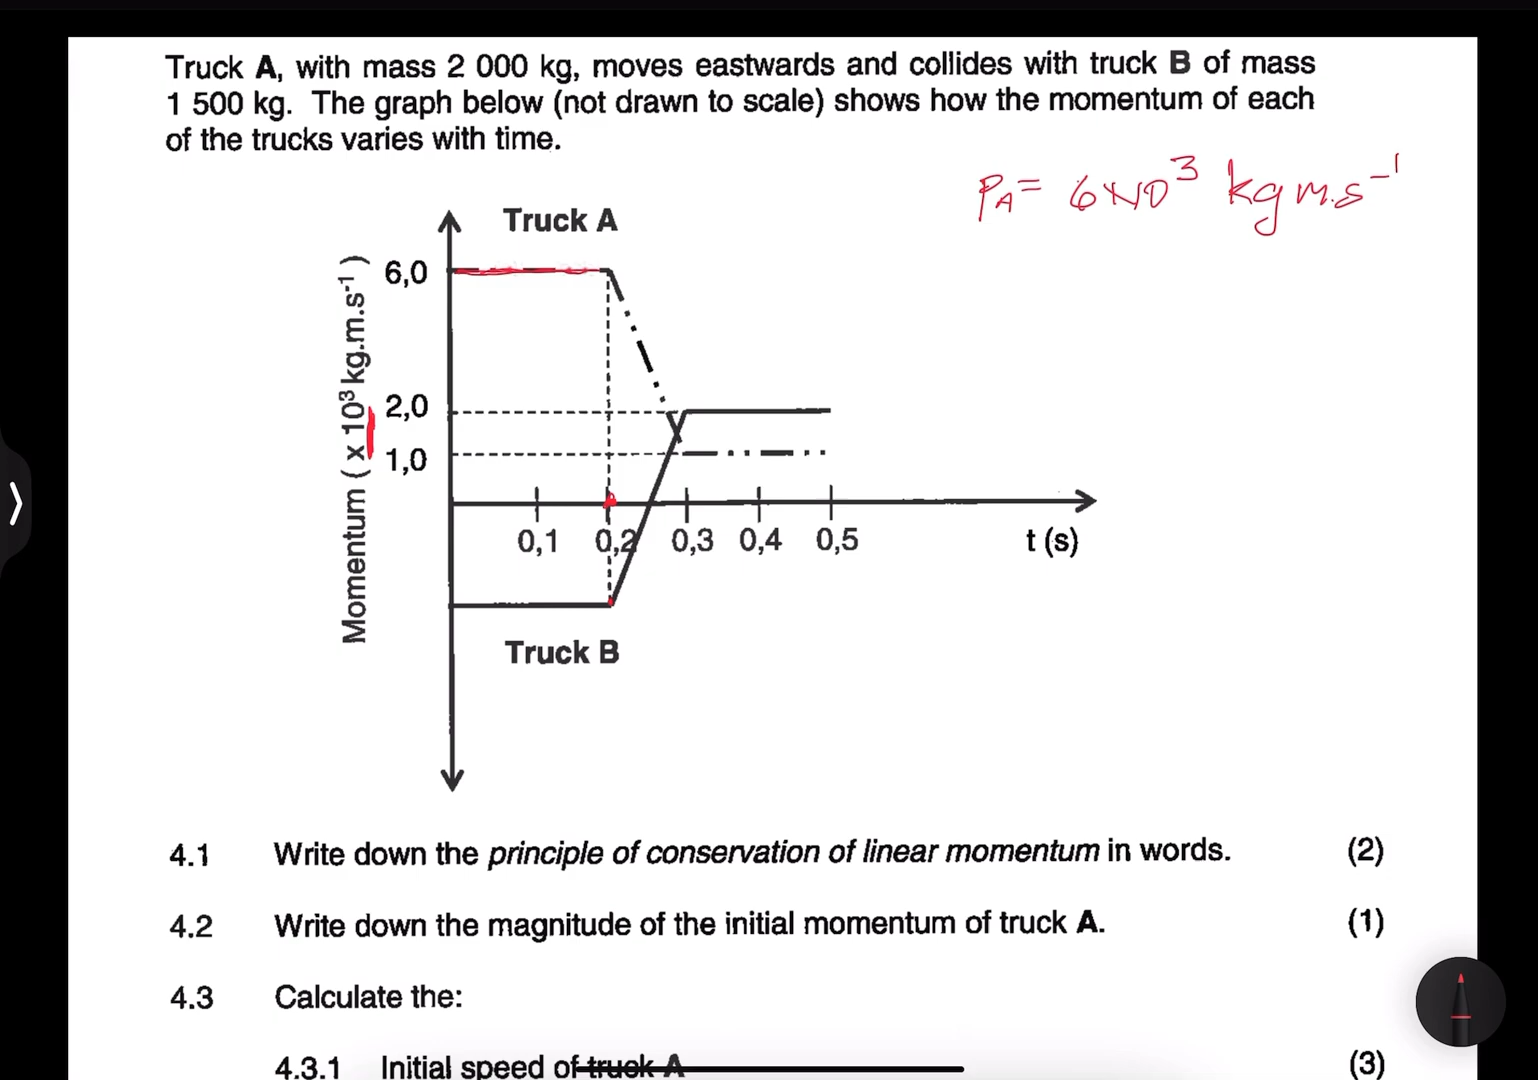 Truck A, with mass 2 000 kg, moves eastwards and collides with truck B of mass
1 500 kg. The graph below (not drawn to scale) shows how the momentum of each
of the trucks varies with time.
P_A = 6×10³ kg m.s⁻¹
Truck A
Momentum ( x 10³ kg.m.s⁻¹ )
6,0
2,0
1,0
0,1 0,2 0,3 0,4 0,5 t (s)
Truck B
4.1 Write down the principle of conservation of linear momentum in words. (2)
4.2 Write down the magnitude of the initial momentum of truck A. (1)
4.3 Calculate the:
4.3.1 Initial speed of truck A (3)